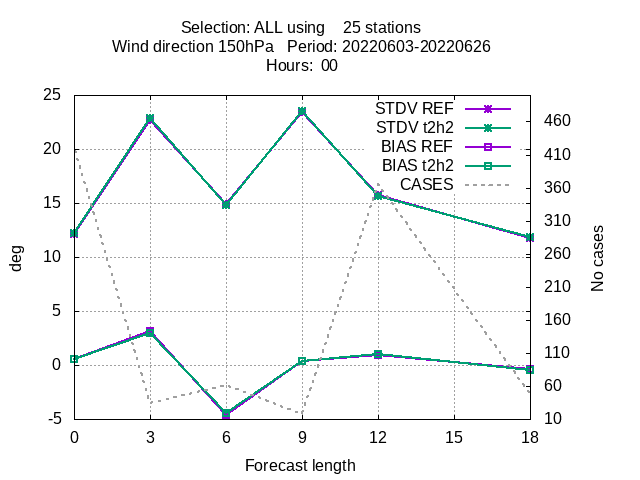 Selection: ALL using    25 stations
Wind direction 150hPa   Period: 20220603-20220626
Hours:  00
STDV REF
STDV t2h2
BIAS REF
BIAS t2h2
CASES
25
20
15
10
5
0
-5
deg
460
410
360
310
260
210
160
110
60
10
No cases
0 3 6 9 12 15 18
Forecast length